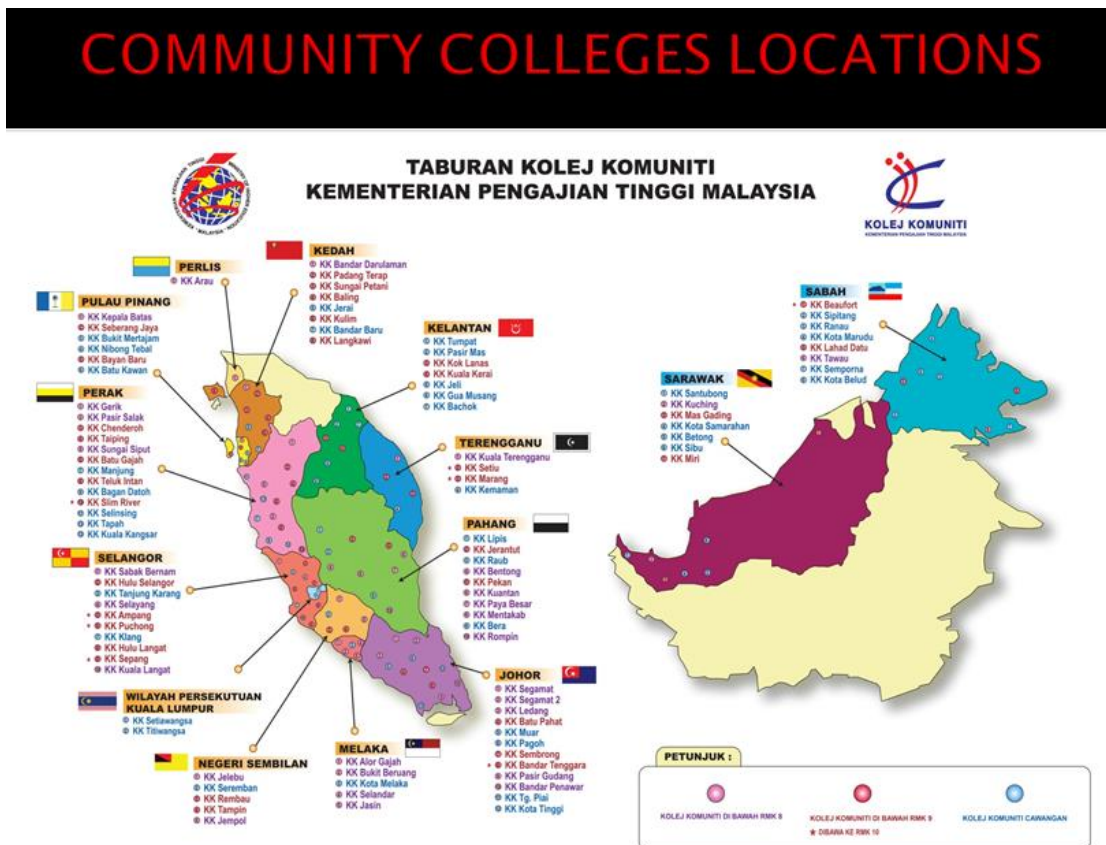 COMMUNITY COLLEGES LOCATIONS
TABURAN KOLEJ KOMUNITI
KEMENTERIAN PENGAJIAN TINGGI MALAYSIA
KOLEJ KOMUNITI
KEMENTERIAN PENGAJIAN TINGGI MALAYSIA
PERLIS
KK Arau
KEDAH
KK Bandar Darulaman
KK Padang Terap
KK Sungai Petani
KK Baling
KK Jerai
KK Kulim
KK Bandar Baru
KK Langkawi
PULAU PINANG
KK Kepala Batas
KK Seberang Jaya
KK Bukit Mertajam
KK Nibong Tebal
KK Bayan Baru
KK Batu Kawan
KELANTAN
KK Tumpat
KK Pasir Mas
KK Kok Lanas
KK Kuala Kerai
KK Jeli
KK Gua Musang
KK Bachok
PERAK
KK Gerik
KK Pasir Salak
KK Chenderoh
KK Taiping
KK Sungai Siput
KK Batu Gajah
KK Manjung
KK Teluk Intan
KK Bagan Datoh
KK Slim River
KK Selinsing
KK Tapah
KK Kuala Kangsar
TERENGGANU
KK Kuala Terengganu
KK Setiu
KK Marang
KK Kemaman
PAHANG
KK Lipis
KK Jerantut
KK Raub
KK Bentong
KK Pekan
KK Kuantan
KK Paya Besar
KK Mentakab
KK Bera
KK Rompin
SELANGOR
KK Sabak Bernam
KK Hulu Selangor
KK Tanjung Karang
KK Selayang
KK Ampang
KK Puchong
KK Klang
KK Hulu Langat
KK Sepang
KK Kuala Langat
WILAYAH PERSEKUTUAN
KUALA LUMPUR
KK Setiawangsa
KK Titiwangsa
NEGERI SEMBILAN
KK Jelebu
KK Seremban
KK Rembau
KK Tampin
KK Jempol
MELAKA
KK Alor Gajah
KK Bukit Beruang
KK Kota Melaka
KK Selandar
KK Jasin
JOHOR
KK Segamat
KK Segamat 2
KK Ledang
KK Batu Pahat
KK Muar
KK Pagoh
KK Sembrong
KK Bandar Tenggara
KK Pasir Gudang
KK Bandar Penawar
KK Tg. Piai
KK Kota Tinggi
SABAH
KK Beaufort
KK Sipitang
KK Ranau
KK Kota Marudu
KK Lahad Datu
KK Tawau
KK Semporna
KK Kota Belud
SARAWAK
KK Santubong
KK Kuching
KK Mas Gading
KK Kota Samarahan
KK Betong
KK Sibu
KK Miri
PETUNJUK :
KOLEJ KOMUNITI DI BAWAH RMK 8
KOLEJ KOMUNITI DI BAWAH RMK 9
★ DIBAWA KE RMK 10
KOLEJ KOMUNITI CAWANGAN